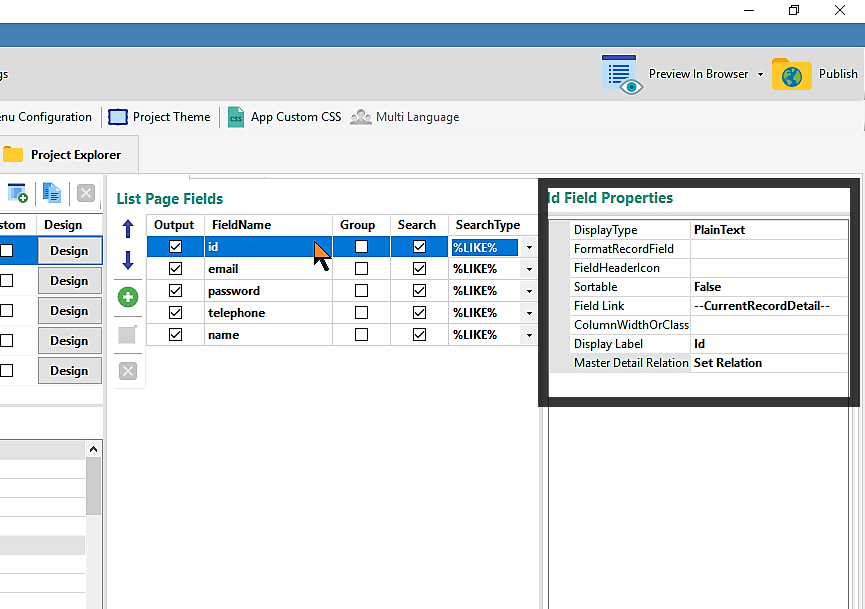 gs
Preview In Browser
Publish
nu Configuration
Project Theme
css
App Custom CSS
Multi Language
Project Explorer
stom
Design
Design
Design
Design
Design
Design
List Page Fields
Output FieldName Group Search SearchType
id %LIKE%
email %LIKE%
password %LIKE%
telephone %LIKE%
name %LIKE%
Id Field Properties
DisplayType PlainText
FormatRecordField
FieldHeaderIcon
Sortable False
Field Link --CurrentRecordDetail--
ColumnWidthOrClass
Display Label Id
Master Detail Relation Set Relation